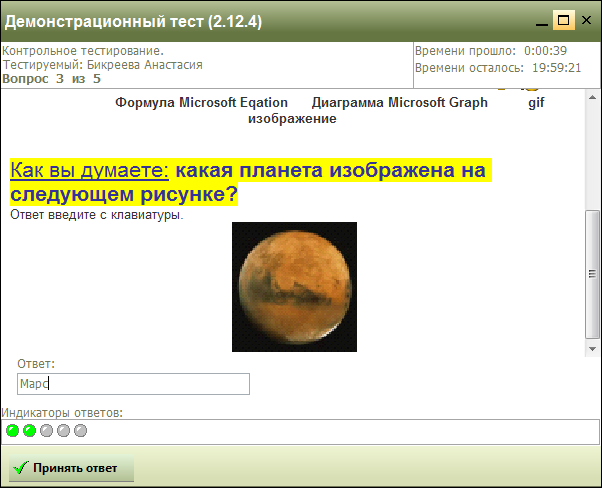 Демонстрационный тест (2.12.4)
Контрольное тестирование.
Тестируемый: Бикреева Анастасия
Вопрос 3 из 5
Времени прошло: 0:00:39
Времени осталось: 19:59:21
Формула Microsoft Eqation Диаграмма Microsoft Graph gif
изображение
Как вы думаете: какая планета изображена на
следующем рисунке?
Ответ введите с клавиатуры.
Ответ:
Марс
Индикаторы ответов:
Принять ответ